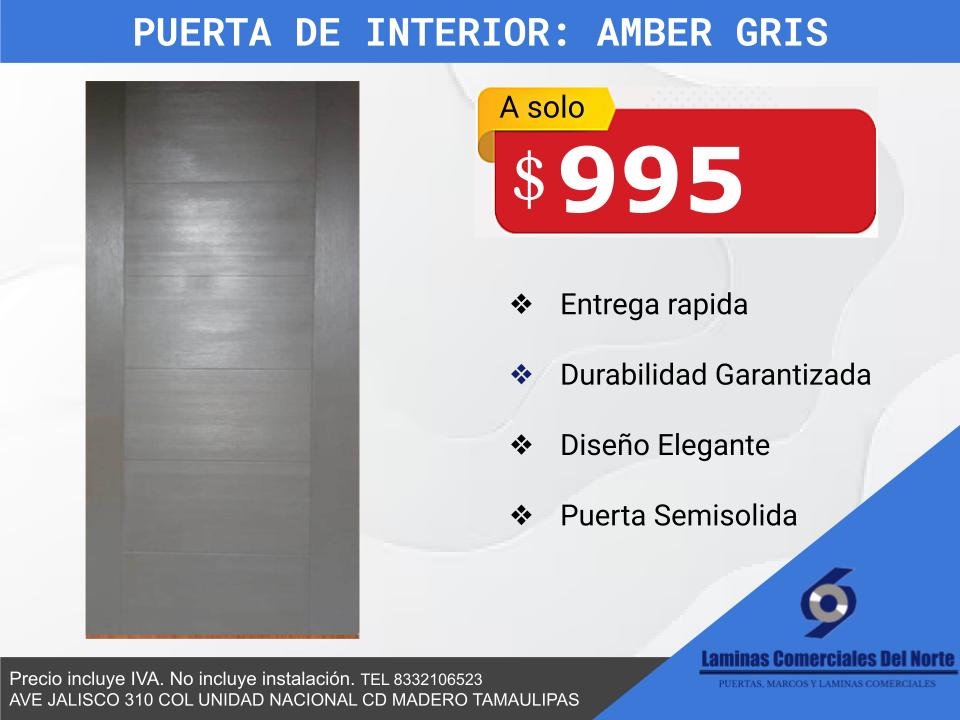 PUERTA DE INTERIOR: AMBER GRIS
A solo
$ 995
❖ Entrega rapida
❖ Durabilidad Garantizada
❖ Diseño Elegante
❖ Puerta Semisolida
Laminas Comerciales Del Norte
PUERTAS, MARCOS Y LAMINAS COMERCIALES
Precio incluye IVA. No incluye instalación. TEL 8332106523
AVE JALISCO 310 COL UNIDAD NACIONAL CD MADERO TAMAULIPAS